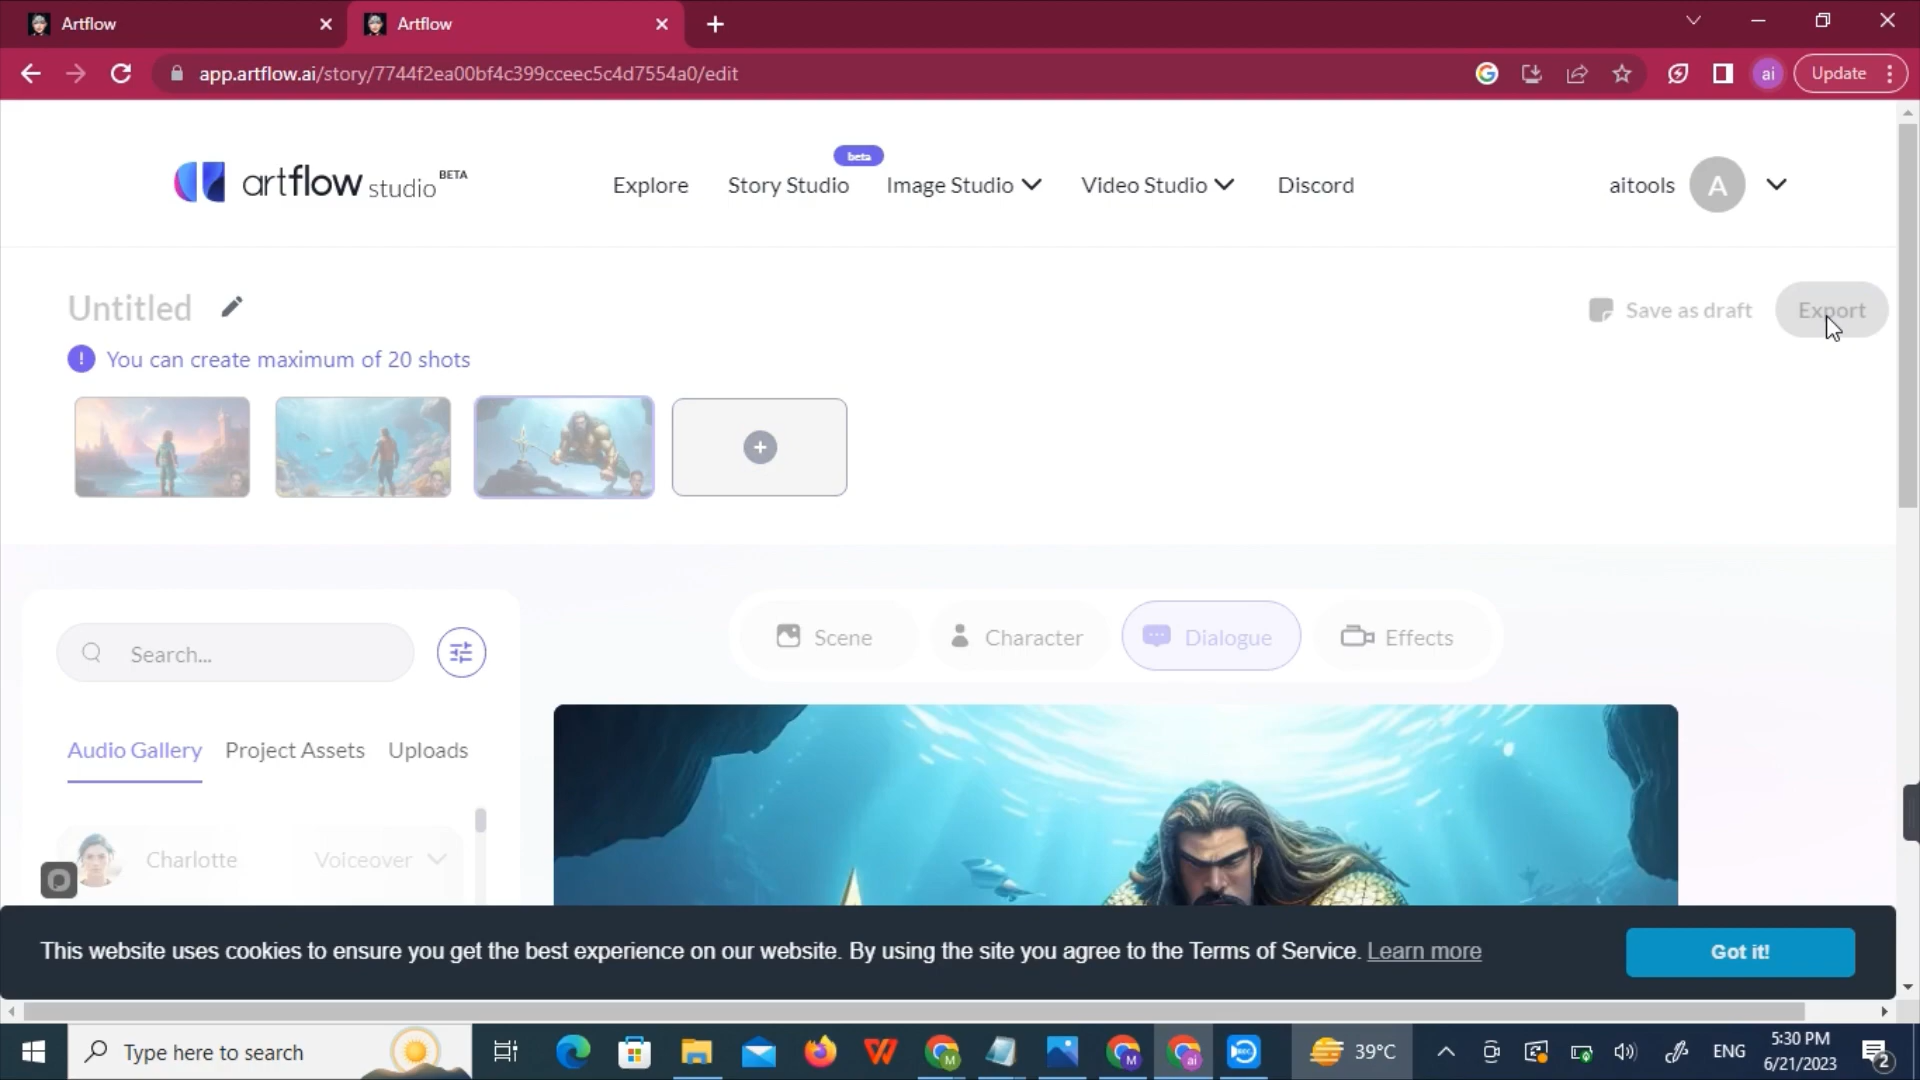 Artflow
Artflow
app.artflow.ai/story/7744f2ea00bf4c399cceec5c4d7554a0/edit
ai
Update
artflow studio BETA
Explore
Story Studio
beta
Image Studio
Video Studio
Discord
aitools
A
Untitled
Save as draft
Export
! You can create maximum of 20 shots
Scene
Character
Dialogue
Effects
Search...
Audio Gallery
Project Assets
Uploads
Charlotte
Voiceover
This website uses cookies to ensure you get the best experience on our website. By using the site you agree to the Terms of Service. Learn more
Got it!
Type here to search
M
M
ai
REC
39°C
ENG
5:30 PM
6/21/2023
2